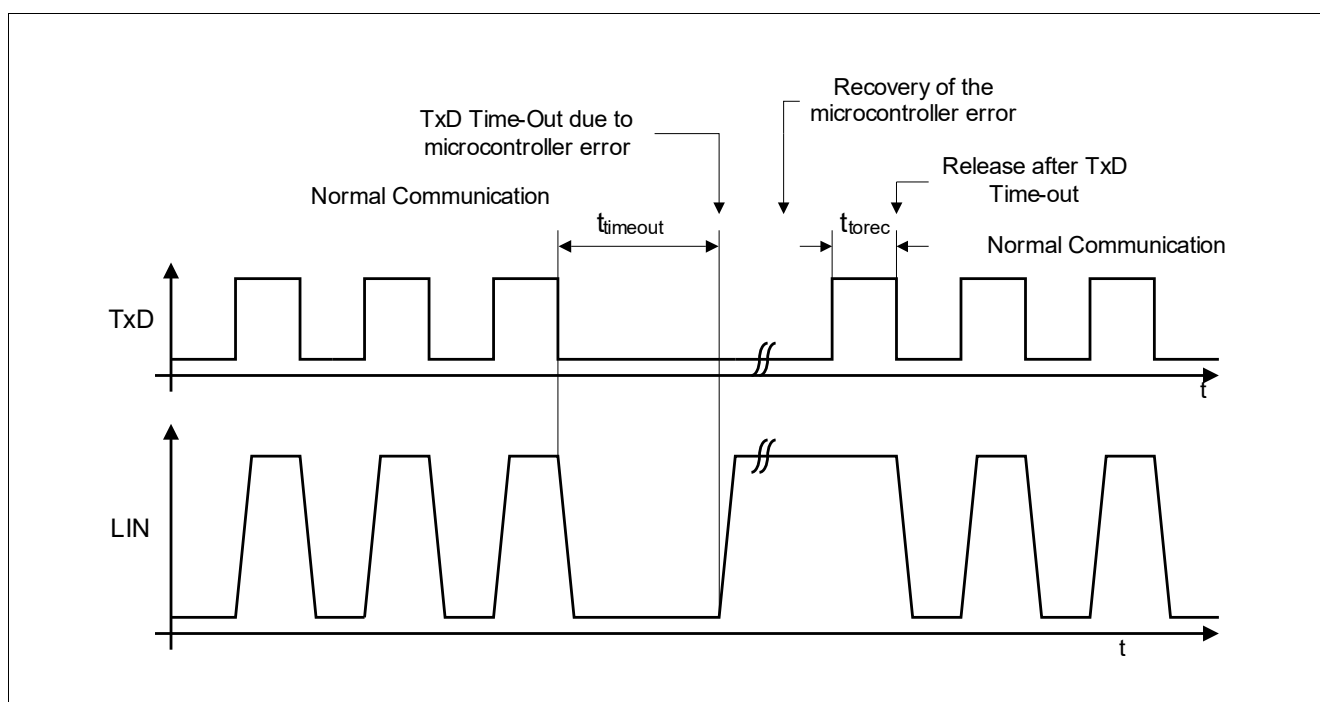 Recovery of the
microcontroller error
TxD Time-Out due to
microcontroller error
Release after TxD
Time-out
Normal Communication
ttimeout
ttorec
Normal Communication
TxD
t
LIN
t